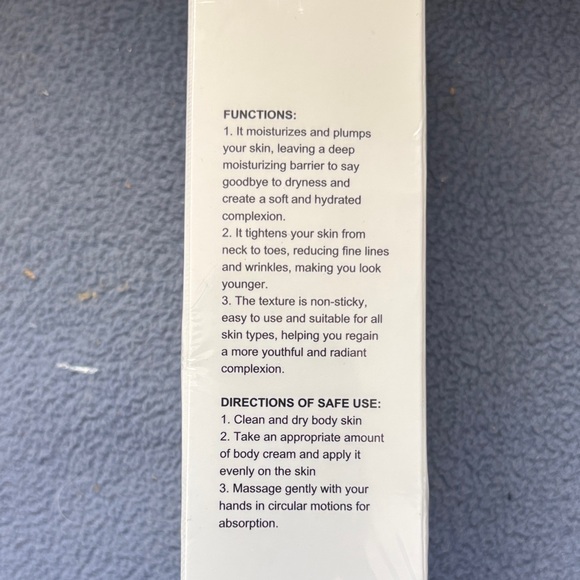 FUNCTIONS:
1. It moisturizes and plumps
your skin, leaving a deep
moisturizing barrier to say
goodbye to dryness and
create a soft and hydrated
complexion.
2. It tightens your skin from
neck to toes, reducing fine lines
and wrinkles, making you look
younger.
3. The texture is non-sticky,
easy to use and suitable for all
skin types, helping you regain
a more youthful and radiant
complexion.
DIRECTIONS OF SAFE USE:
1. Clean and dry body skin
2. Take an appropriate amount
of body cream and apply it
evenly on the skin
3. Massage gently with your
hands in circular motions for
absorption.